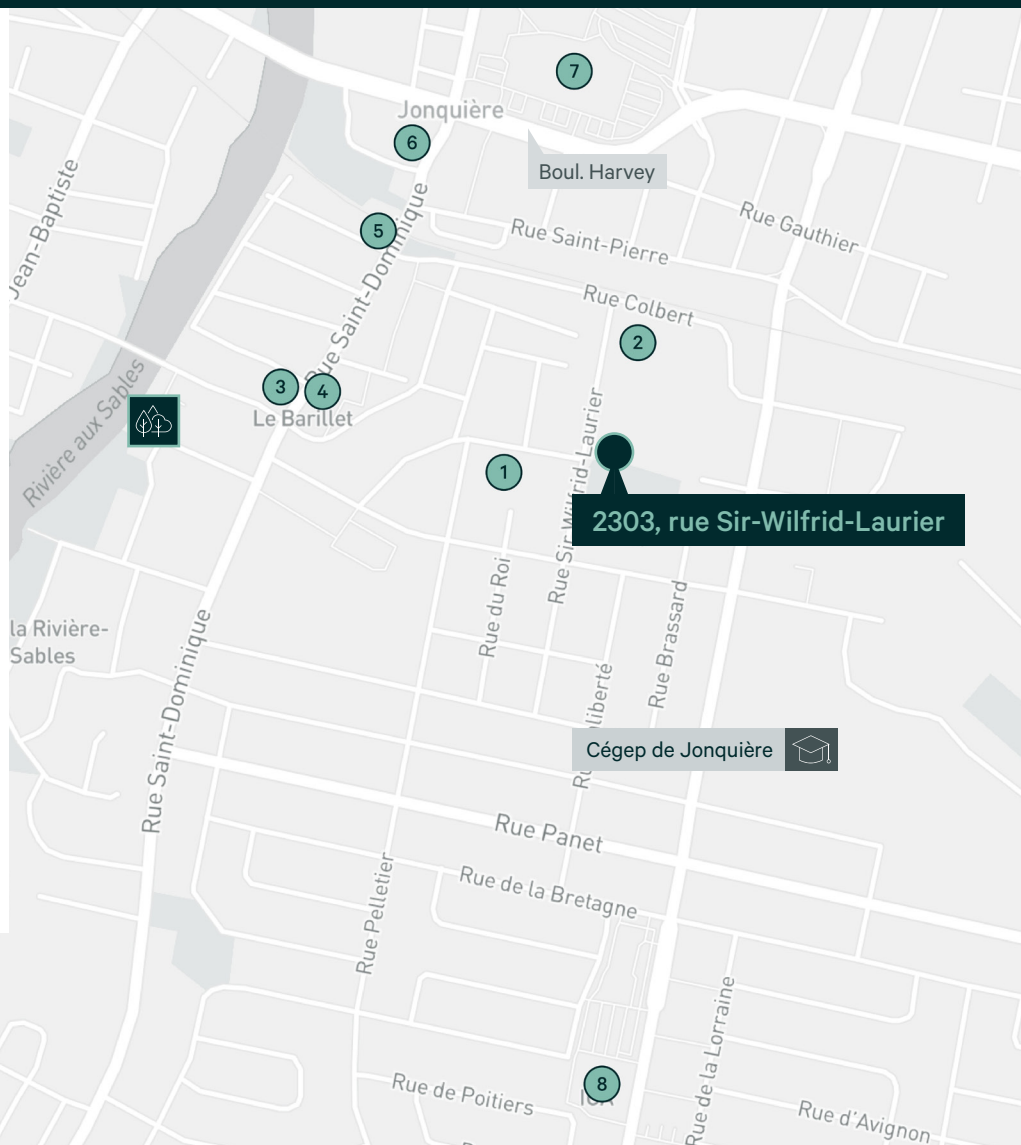 7
Jonquière
6
Boul. Harvey
Jean-Baptiste
Rue Saint-Dominique
5
Rue Saint-Pierre
Rue Gauthier
Rue Colbert
2
3
4
Le Barillet
Rivière aux Sables
1
Rue Sir Wilfrid-Laurier
2303, rue Sir-Wilfrid-Laurier
Rue du Roi
la Rivière-
Sables
Rue Saint-Dominique
Rue Brassard
liberté
Cégep de Jonquière
Rue Panet
Rue de la Bretagne
Rue Pelletier
Rue de la Lorraine
8
Rue de Poitiers
Rue d'Avignon